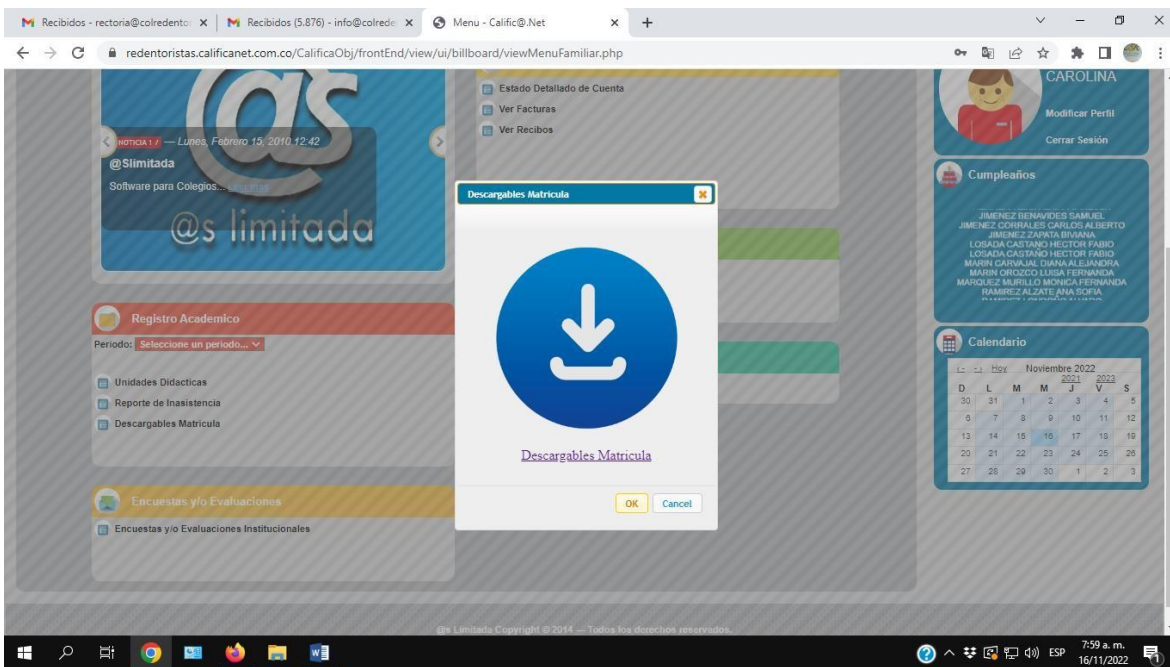 Recibidos - rectoria@colredentor
Recibidos (5.876) - info@colrede
Menu - Calific@.Net
redentoristas.calificanet.com.co/CalificaObj/frontEnd/view/ui/billboard/viewMenuFamiliar.php
@s
NOTICIA 1 / — Lunes, Febrero 15, 2010 12:42
@Slimitada
Software para Colegios...
@s limitada
Estado Detallado de Cuenta
Ver Facturas
Ver Recibos
CAROLINA
Modificar Perfil
Cerrar Sesión
Cumpleaños
JIMENEZ BENAVIDES SAMUEL
JIMENEZ CORRALES CARLOS ALBERTO
JIMENEZ ZAPATA BIVIANA
LOSADA CASTAÑO HECTOR FABIO
LOSADA CASTAÑO HECTOR FABIO
MARIN CARVAJAL DIANA ALEJANDRA
MARIN OROZCO LUISA FERNANDA
MARQUEZ MURILLO MONICA FERNANDA
RAMIREZ ALZATE ANA SOFIA
Descargables Matricula
Descargables Matricula
OK
Cancel
Registro Academico
Periodo: Seleccione un periodo...
Unidades Didacticas
Reporte de Inasistencia
Descargables Matricula
Encuestas y/o Evaluaciones
Encuestas y/o Evaluaciones Institucionales
Calendario
Hoy Noviembre 2022
2021 2023
D L M M J V S
30 31 1 2 3 4 5
6 7 8 9 10 11 12
13 14 15 16 17 18 19
20 21 22 23 24 25 26
27 28 29 30 1 2 3
@s Limitada Copyright © 2014 — Todos los derechos reservados.
ESP
7:59 a. m.
16/11/2022